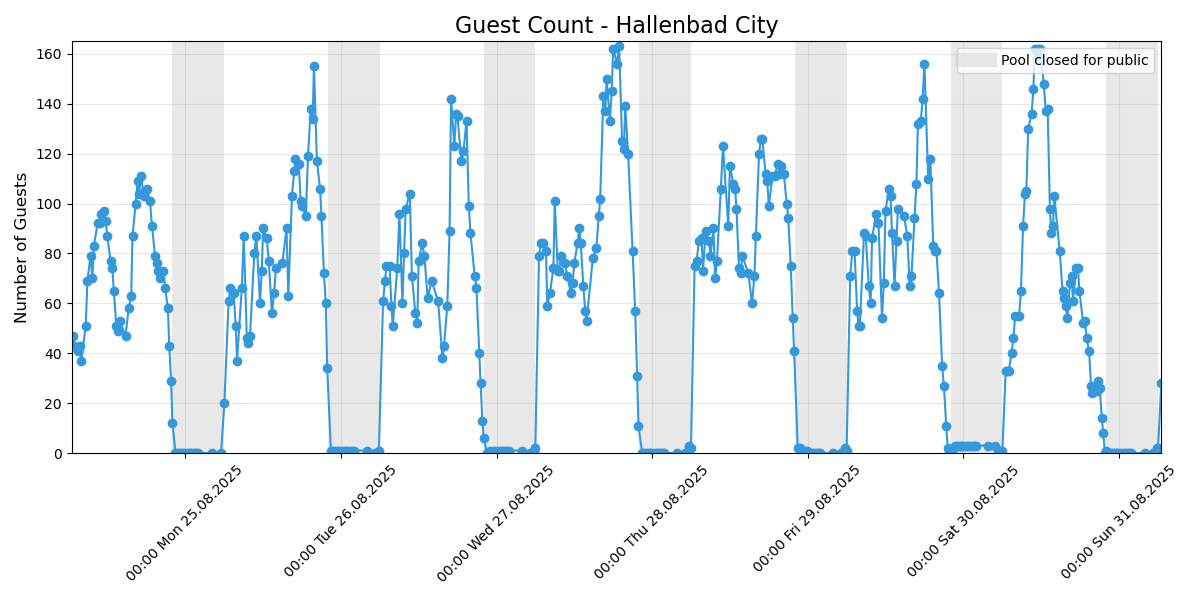 Guest Count - Hallenbad City
Pool closed for public
Number of Guests
160
140
120
100
80
60
40
20
0
00:00 Mon 25.08.2025
00:00 Tue 26.08.2025
00:00 Wed 27.08.2025
00:00 Thu 28.08.2025
00:00 Fri 29.08.2025
00:00 Sat 30.08.2025
00:00 Sun 31.08.2025